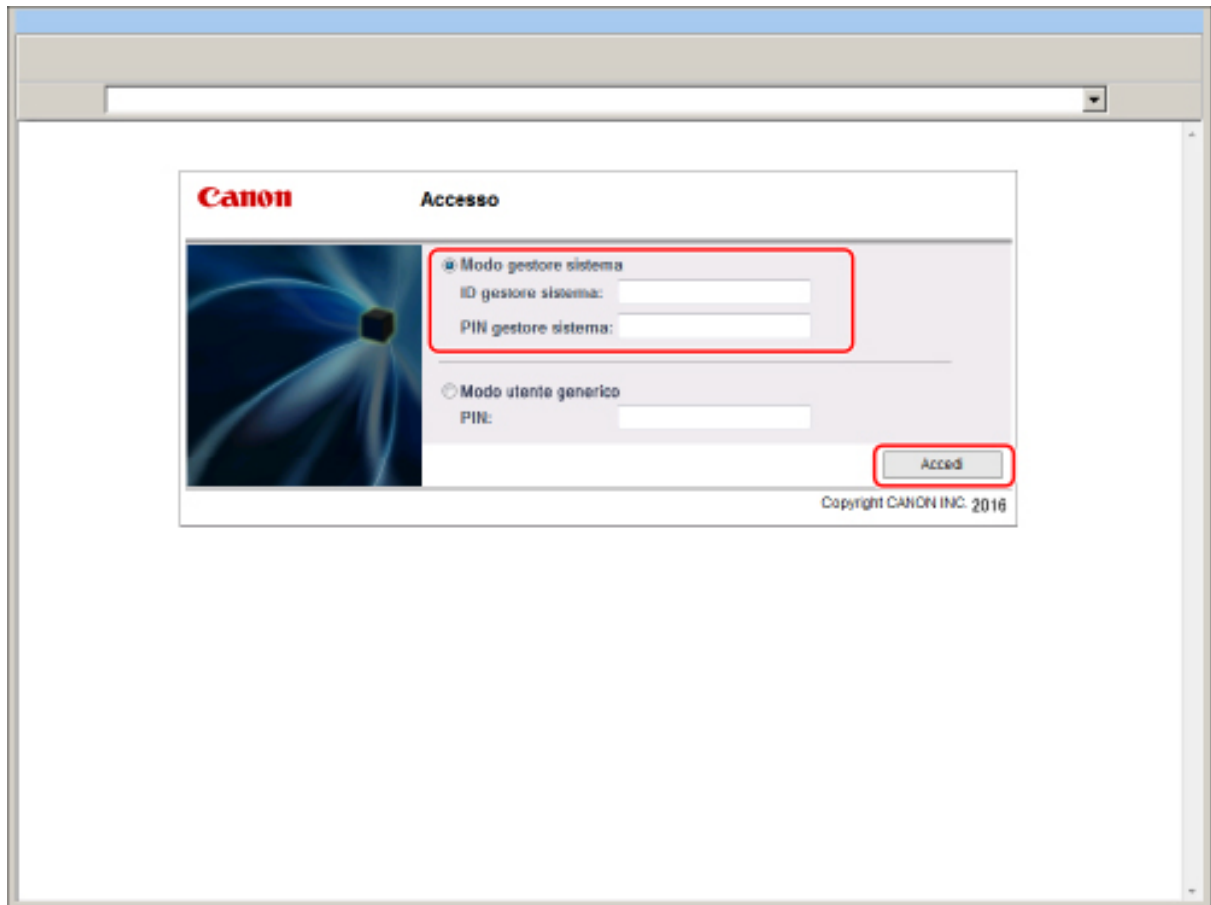 Canon
Accesso
Modo gestore sistema
ID gestore sistema:
PIN gestore sistema:
Modo utente generico
PIN:
Accedi
Copyright CANON INC. 2016